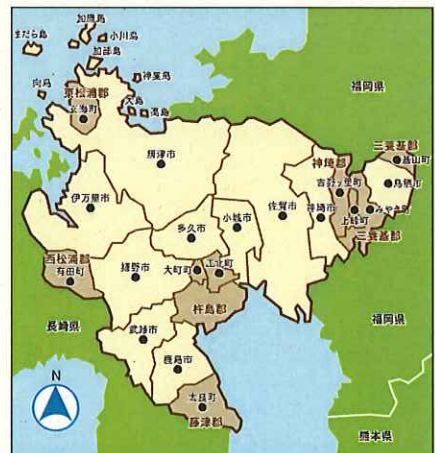 加唐島
まだら島
小川島
加部島
神集島
向島
大島
高島
東松浦郡
玄海町
福岡県
唐津市
神埼郡
三養基郡
基山町
吉野ヶ里町
鳥栖市
伊万里市
多久市
小城市
佐賀市
神埼市
上峰町
みやき町
三養基郡
西松浦郡
有田町
嬉野市
大町町
江北町
杵島郡
長崎県
武雄市
福岡県
鹿島市
N
太良町
藤津郡
熊本県